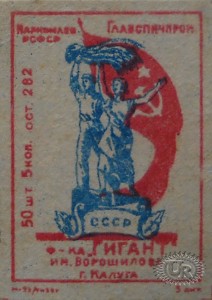 Наркомлес
РСФСР
Главспичпром
50 шт. 5 коп. ост. 282
СССР
Ф-КА „ГИГАНТ"
им. Ворошилова
г. Калуга